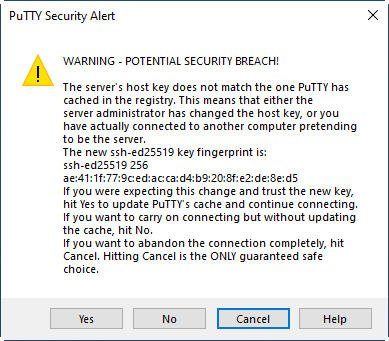 PuTTY Security Alert
WARNING - POTENTIAL SECURITY BREACH!
The server's host key does not match the one PuTTY has
cached in the registry. This means that either the
server administrator has changed the host key, or you
have actually connected to another computer pretending
to be the server.
The new ssh-ed25519 key fingerprint is:
ssh-ed25519 256
ae:41:1f:77:9c:ed:ac:ca:d4:b9:20:8f:e2:de:8e:d5
If you were expecting this change and trust the new key,
hit Yes to update PuTTY's cache and continue connecting.
If you want to carry on connecting but without updating
the cache, hit No.
If you want to abandon the connection completely, hit
Cancel. Hitting Cancel is the ONLY guaranteed safe
choice.
Yes No Cancel Help